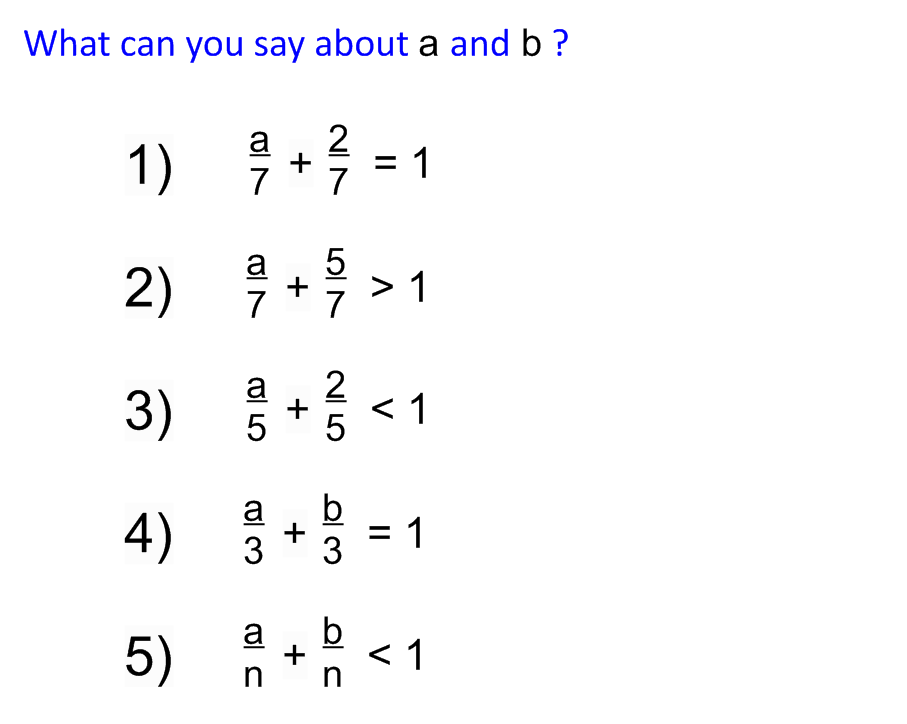 What can you say about a and b ?
1) a/7 + 2/7 = 1
2) a/7 + 5/7 > 1
3) a/5 + 2/5 < 1
4) a/3 + b/3 = 1
5) a/n + b/n < 1